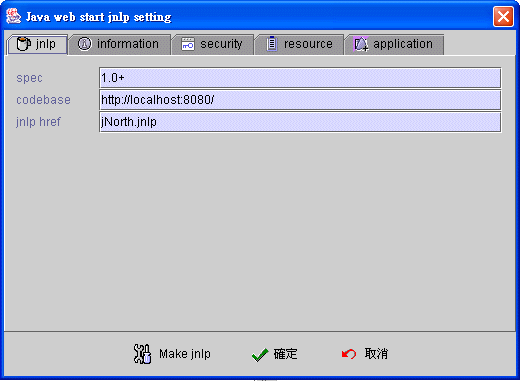 Java web start jnlp setting
jnlp information security resource application
spec 1.0+
codebase http://localhost:8080/
jnlp href jNorth.jnlp
Make jnlp 確定 取消